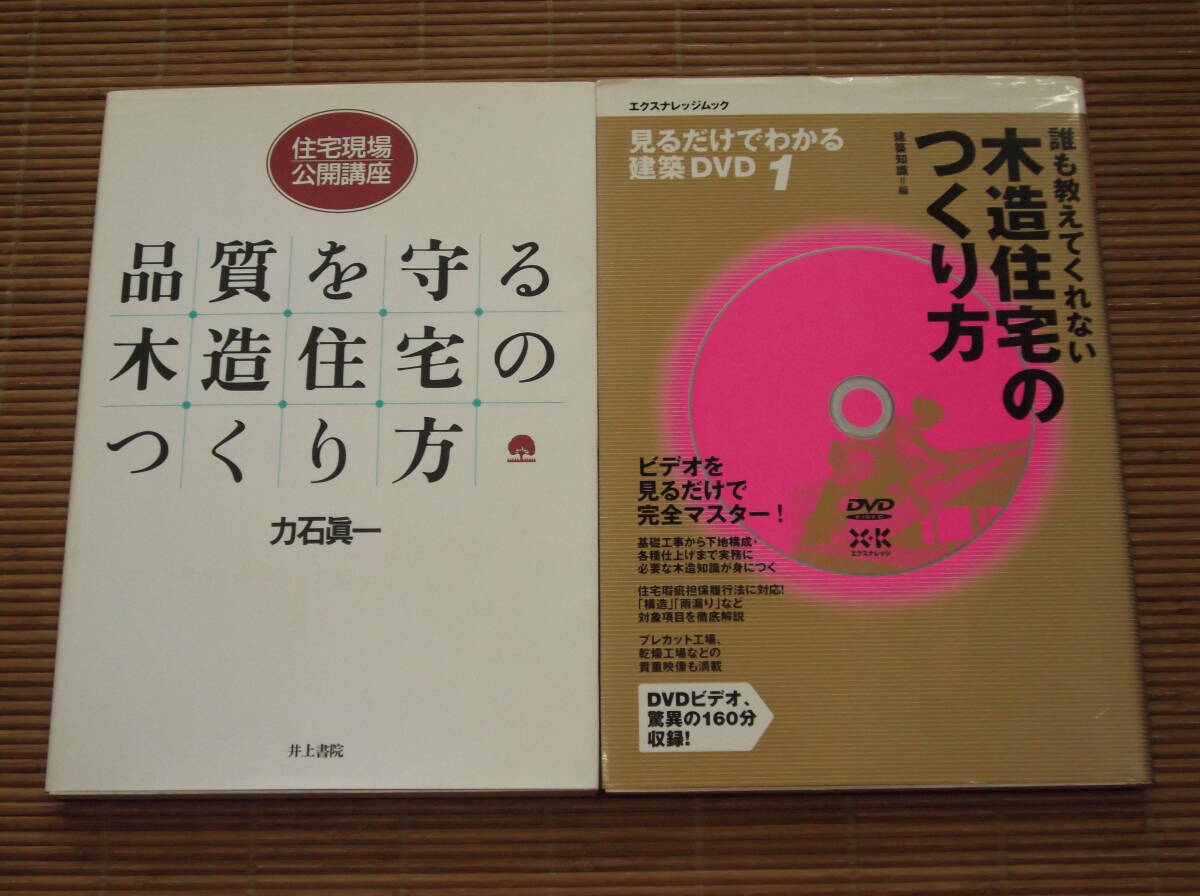 住宅現場
公開講座
品質を守る
木造住宅の
つくり方
力石眞一
井上書院
エクスナレッジムック
見るだけでわかる
建築DVD 1
誰も教えてくれない
木造住宅の
つくり方
建築知識=編
ビデオを
見るだけで
完全マスター!
基礎工事から下地構成・
各種仕上げまで実務に
必要な木造知識が身につく
住宅瑕疵担保履行法に対応!
「構造」「雨漏り」など
対象項目を徹底解説
プレカット工場、
乾燥工場などの
貴重映像も満載
DVDビデオ、
驚異の160分
収録!
DVD
VIDEO
X-K
エクスナレッジ